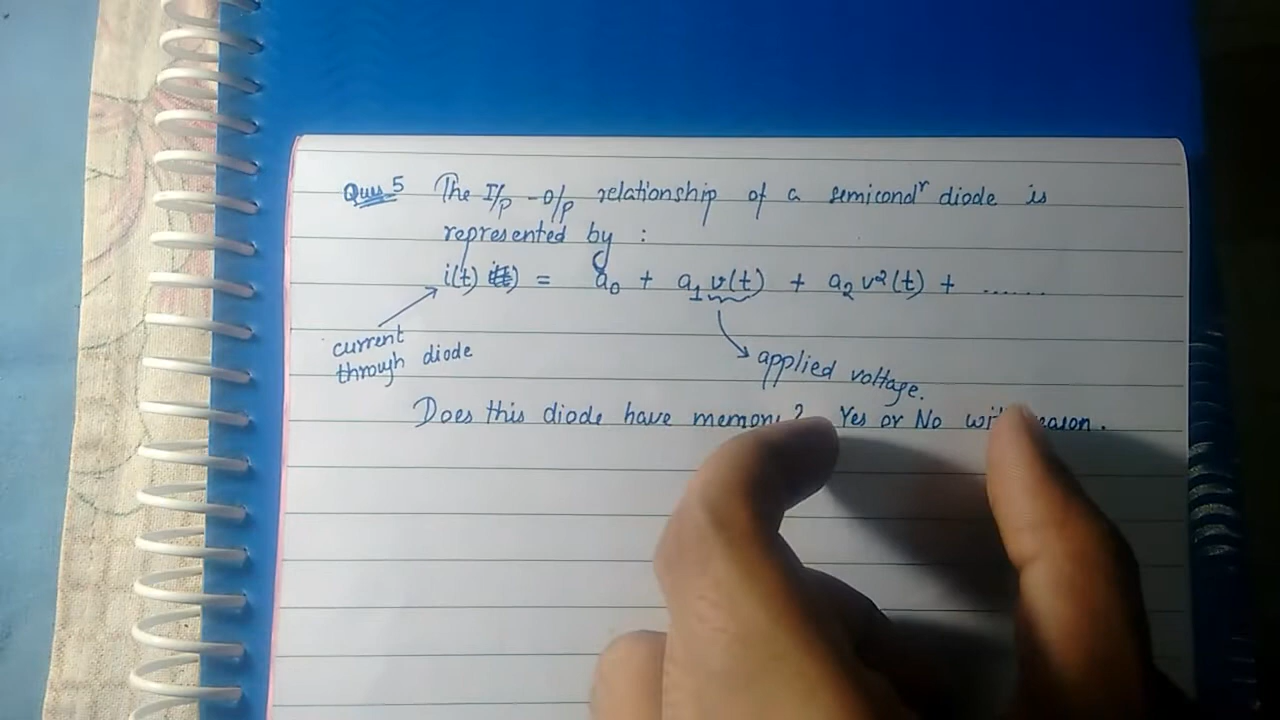 Ques 5 The I/p - o/p relationship of a semicondʳ diode is
represented by :
i(t) = a₀ + a₁ v(t) + a₂ v²(t) + ......
current
through diode
applied voltage.
Does this diode have Yes or No